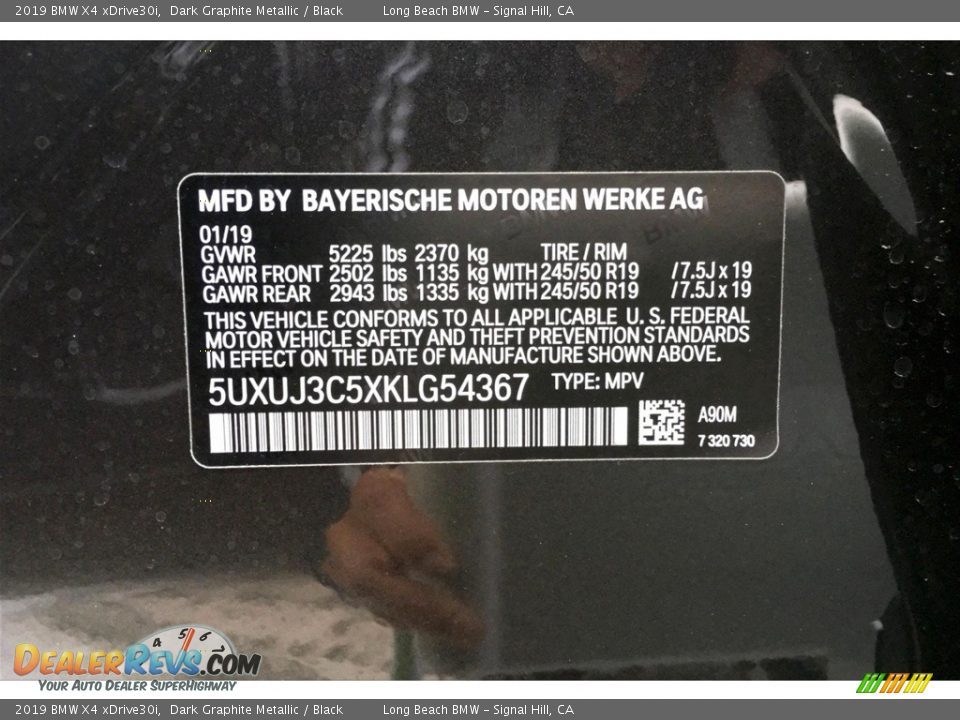 2019 BMW X4 xDrive30i, Dark Graphite Metallic / Black Long Beach BMW - Signal Hill, CA
MFD BY BAYERISCHE MOTOREN WERKE AG
01/19
GVWR 5225 lbs 2370 kg TIRE / RIM
GAWR FRONT 2502 lbs 1135 kg WITH 245/50 R19 / 7.5J x 19
GAWR REAR 2943 lbs 1335 kg WITH 245/50 R19 / 7.5J x 19
THIS VEHICLE CONFORMS TO ALL APPLICABLE U. S. FEDERAL
MOTOR VEHICLE SAFETY AND THEFT PREVENTION STANDARDS
IN EFFECT ON THE DATE OF MANUFACTURE SHOWN ABOVE.
5UXUJ3C5XKLG54367 TYPE: MPV
A90M
7 320 730
4 5 6 7
DEALERREVS.COM
YOUR AUTO DEALER SUPERHIGHWAY
2019 BMW X4 xDrive30i, Dark Graphite Metallic / Black Long Beach BMW - Signal Hill, CA